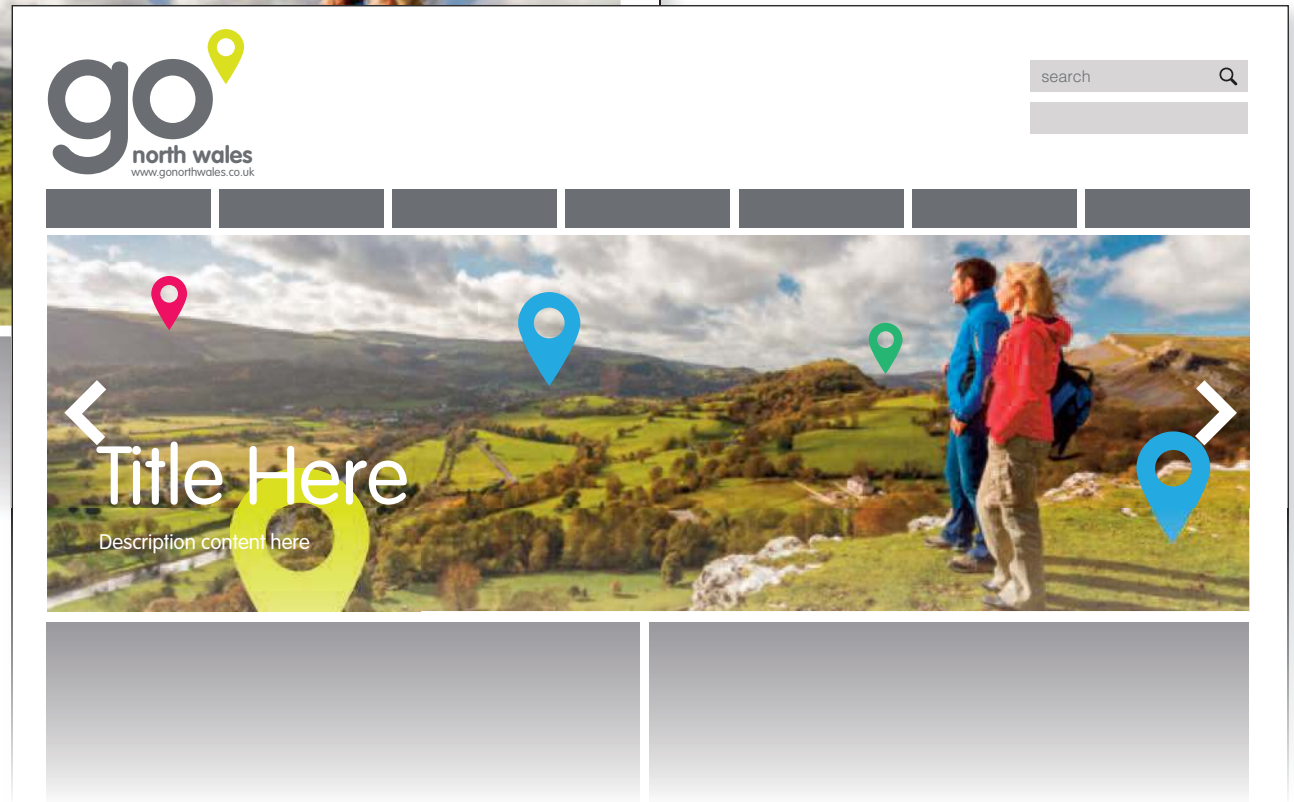 go
north wales
www.gonorthwales.co.uk
search
Title Here
Description content here